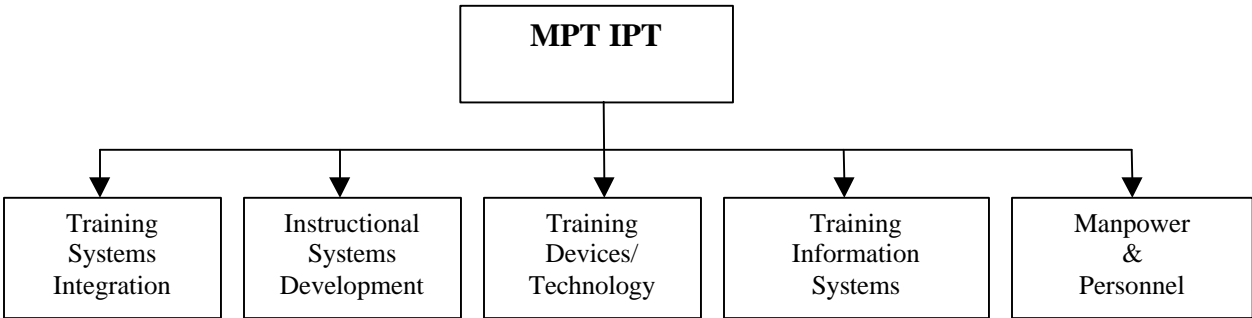 MPT IPT
Training
Systems
Integration
Instructional
Systems
Development
Training
Devices/
Technology
Training
Information
Systems
Manpower
&
Personnel